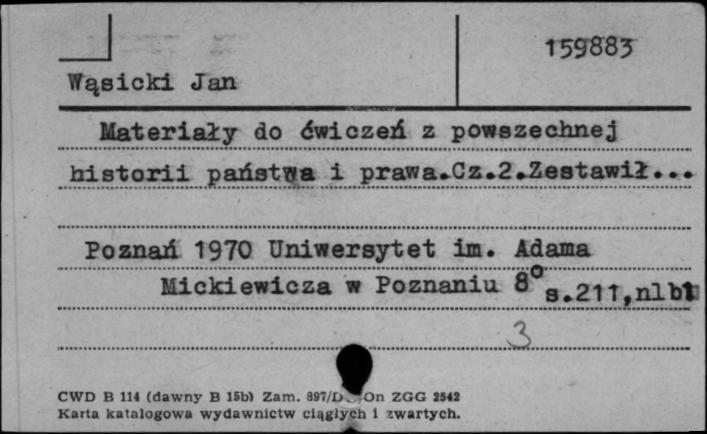 159883
Wąsicki Jan
Materiały do ćwiczeń z powszechnej
historii państwa i prawa.Cz.2.Zestawił...
Poznań 1970 Uniwersytet im. Adama
Mickiewicza w Poznaniu 8° s.211,nlb1
3
CWD B 114 (dawny B 15b) Zam. 897/ On ZGG 2542
Karta katalogowa wydawnictw ciągłych i zwartych.